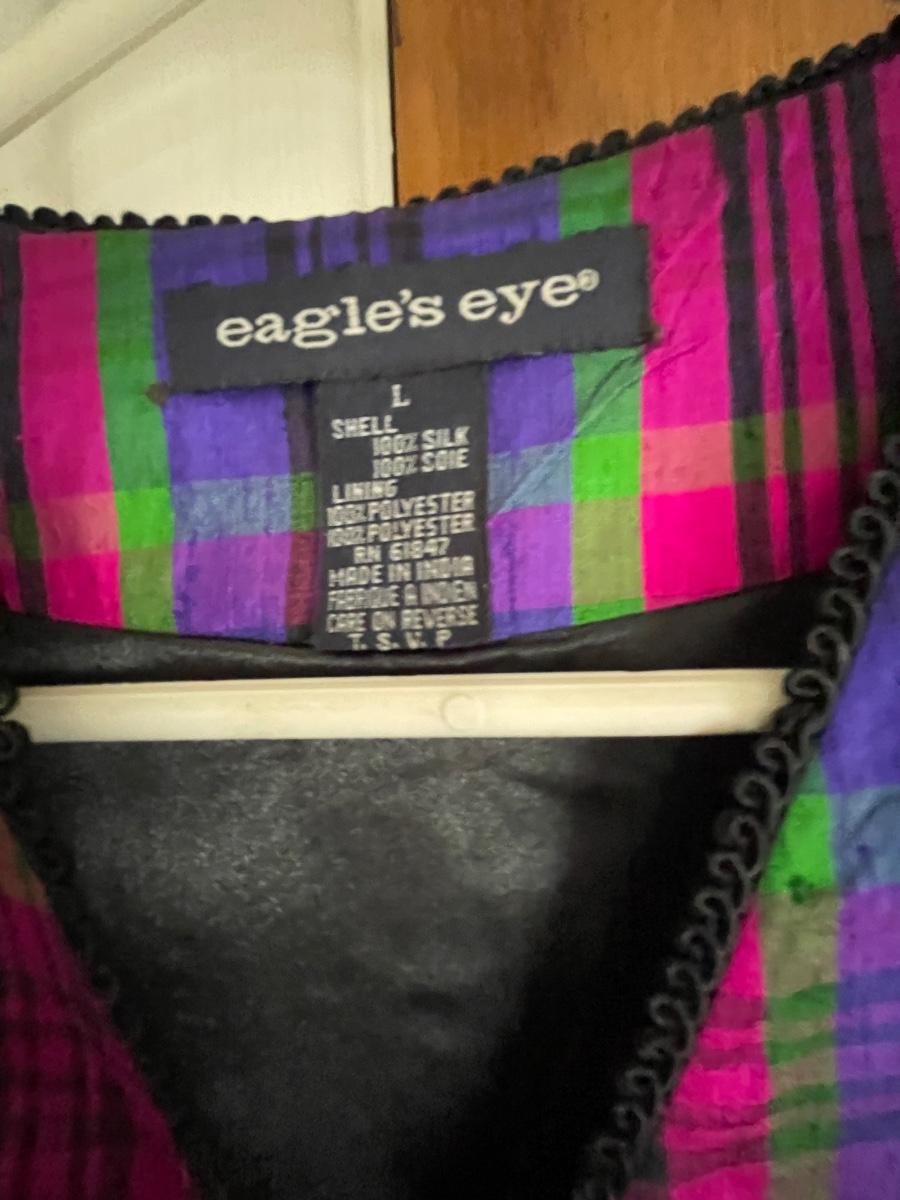 eagle's eye®
L
SHELL
100% SILK
100% SOIE
LINING
100% POLYESTER
100% POLYESTER
RN 61847
MADE IN INDIA
FABRIQUE A INDEN
CARE ON REVERSE
T. S. V. P